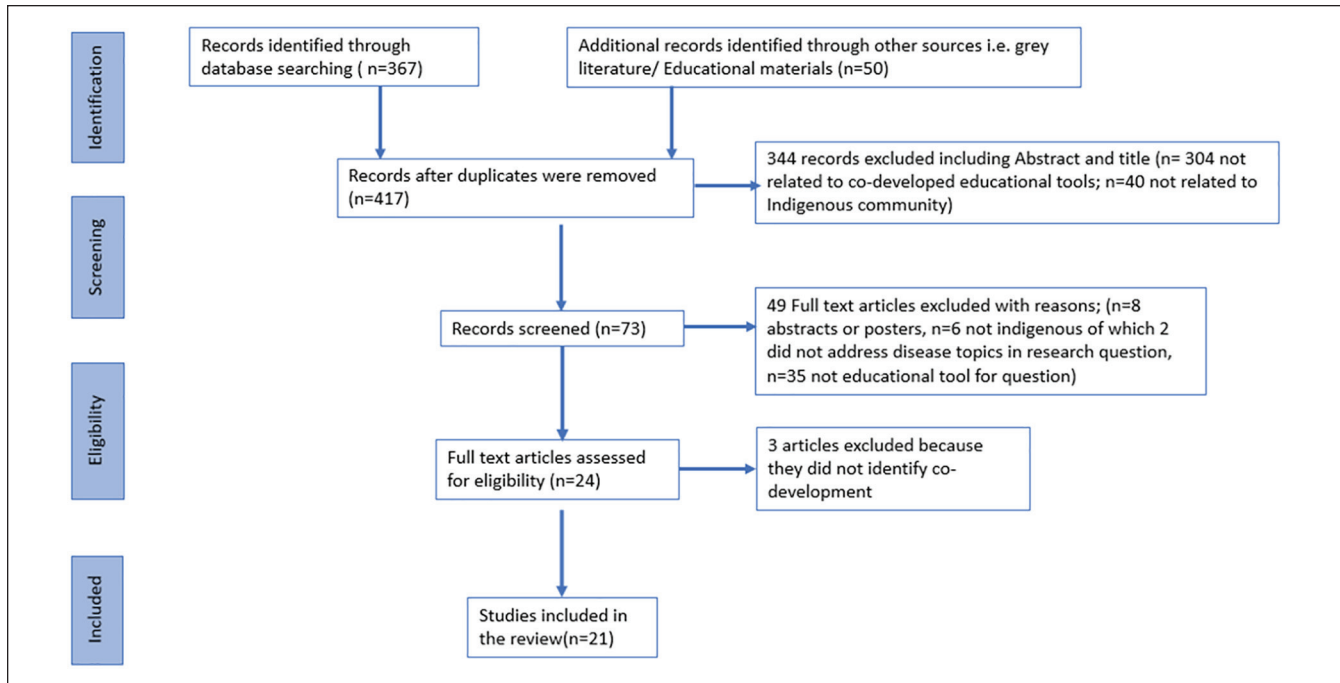 Identification
Records identified through
database searching ( n=367)
Additional records identified through other sources i.e. grey
literature/ Educational materials (n=50)
Records after duplicates were removed
(n=417)
344 records excluded including Abstract and title (n= 304 not
related to co-developed educational tools; n=40 not related to
Indigenous community)
Screening
Records screened (n=73)
49 Full text articles excluded with reasons; (n=8
abstracts or posters, n=6 not indigenous of which 2
did not address disease topics in research question,
n=35 not educational tool for question)
Eligibility
Full text articles assessed
for eligibility (n=24)
3 articles excluded because
they did not identify co-
development
Included
Studies included in
the review(n=21)